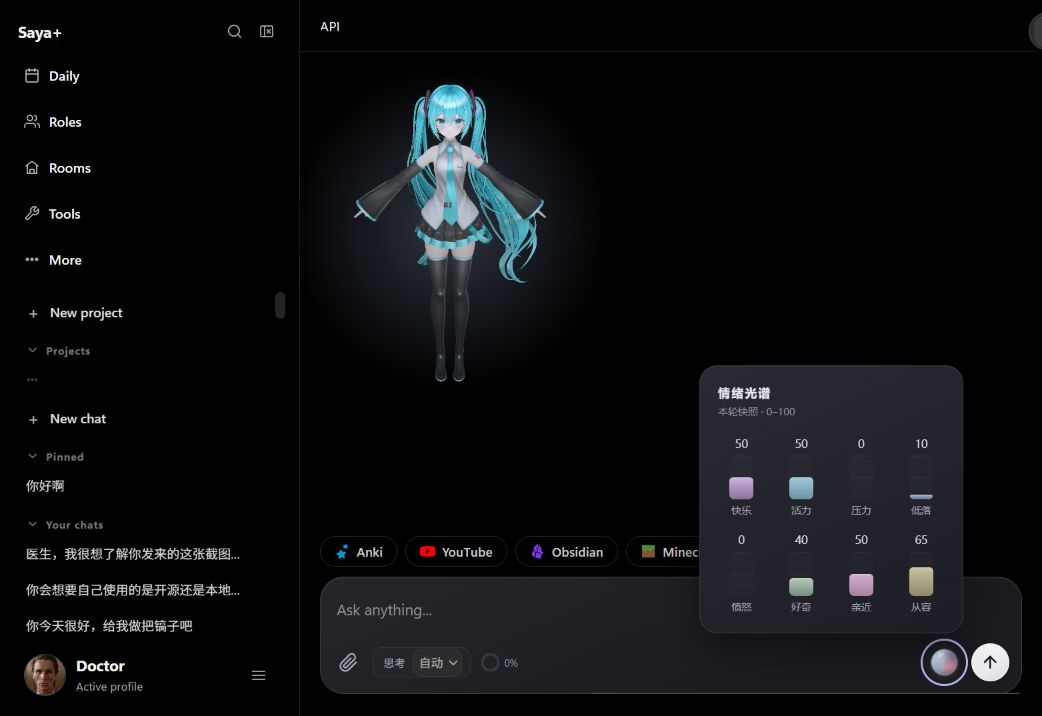 Saya+
Daily
Roles
Rooms
Tools
More
+ New project
Projects
+ New chat
Pinned
你好啊
Your chats
医生，我很想了解你发来的这张截图...
你会想要自己使用的是开源还是本地...
你今天很好，给我做把镐子吧
Doctor
Active profile
API
情绪光谱
本轮快照 · 0–100
50 50 0 10
快乐 活力 压力 低落
0 40 50 65
愤怒 好奇 亲近 从容
Anki YouTube Obsidian Minec
Ask anything...
思考 自动 0%